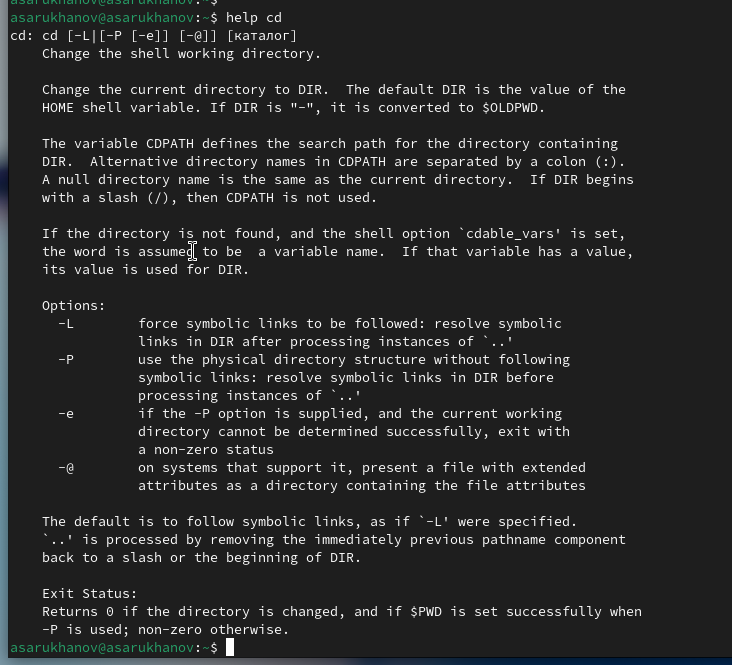 asarukhanov@asarukhanov:~$
asarukhanov@asarukhanov:~$ help cd
cd: cd [-L|[-P [-e]] [-@]] [каталог]
    Change the shell working directory.

    Change the current directory to DIR.  The default DIR is the value of the
    HOME shell variable. If DIR is "-", it is converted to $OLDPWD.

    The variable CDPATH defines the search path for the directory containing
    DIR.  Alternative directory names in CDPATH are separated by a colon (:).
    A null directory name is the same as the current directory.  If DIR begins
    with a slash (/), then CDPATH is not used.

    If the directory is not found, and the shell option `cdable_vars' is set,
    the word is assumed to be  a variable name.  If that variable has a value,
    its value is used for DIR.

    Options:
      -L        force symbolic links to be followed: resolve symbolic
                links in DIR after processing instances of `..'
      -P        use the physical directory structure without following
                symbolic links: resolve symbolic links in DIR before
                processing instances of `..'
      -e        if the -P option is supplied, and the current working
                directory cannot be determined successfully, exit with
                a non-zero status
      -@        on systems that support it, present a file with extended
                attributes as a directory containing the file attributes

    The default is to follow symbolic links, as if `-L' were specified.
    `..' is processed by removing the immediately previous pathname component
    back to a slash or the beginning of DIR.

    Exit Status:
    Returns 0 if the directory is changed, and if $PWD is set successfully when
    -P is used; non-zero otherwise.
asarukhanov@asarukhanov:~$